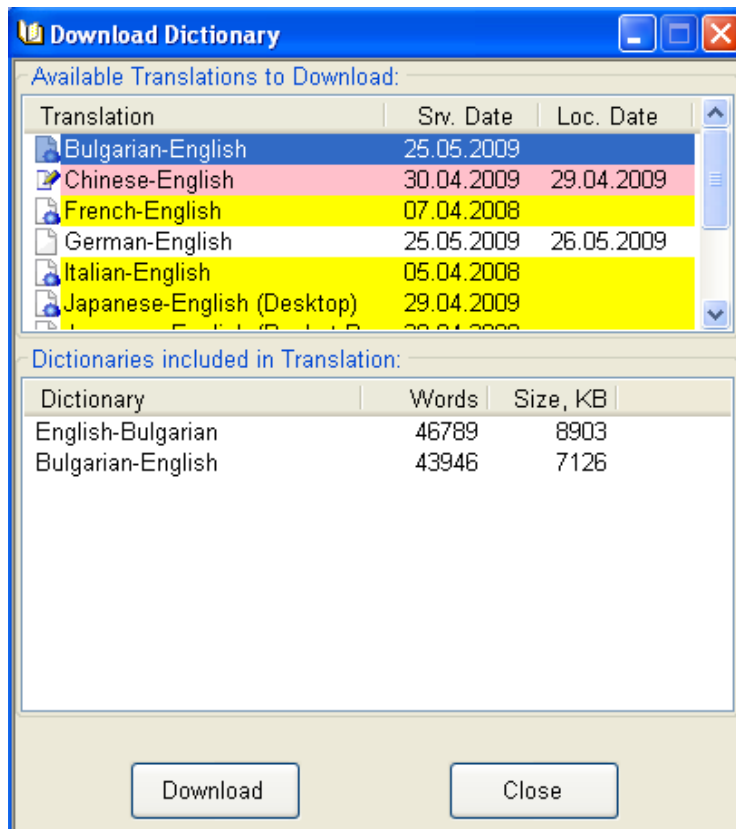 Download Dictionary
Available Translations to Download:
Translation Srv. Date Loc. Date
Bulgarian-English 25.05.2009
Chinese-English 30.04.2009 29.04.2009
French-English 07.04.2008
German-English 25.05.2009 26.05.2009
Italian-English 05.04.2008
Japanese-English (Desktop) 29.04.2009
Dictionaries included in Translation:
Dictionary Words Size, KB
English-Bulgarian 46789 8903
Bulgarian-English 43946 7126
Download Close